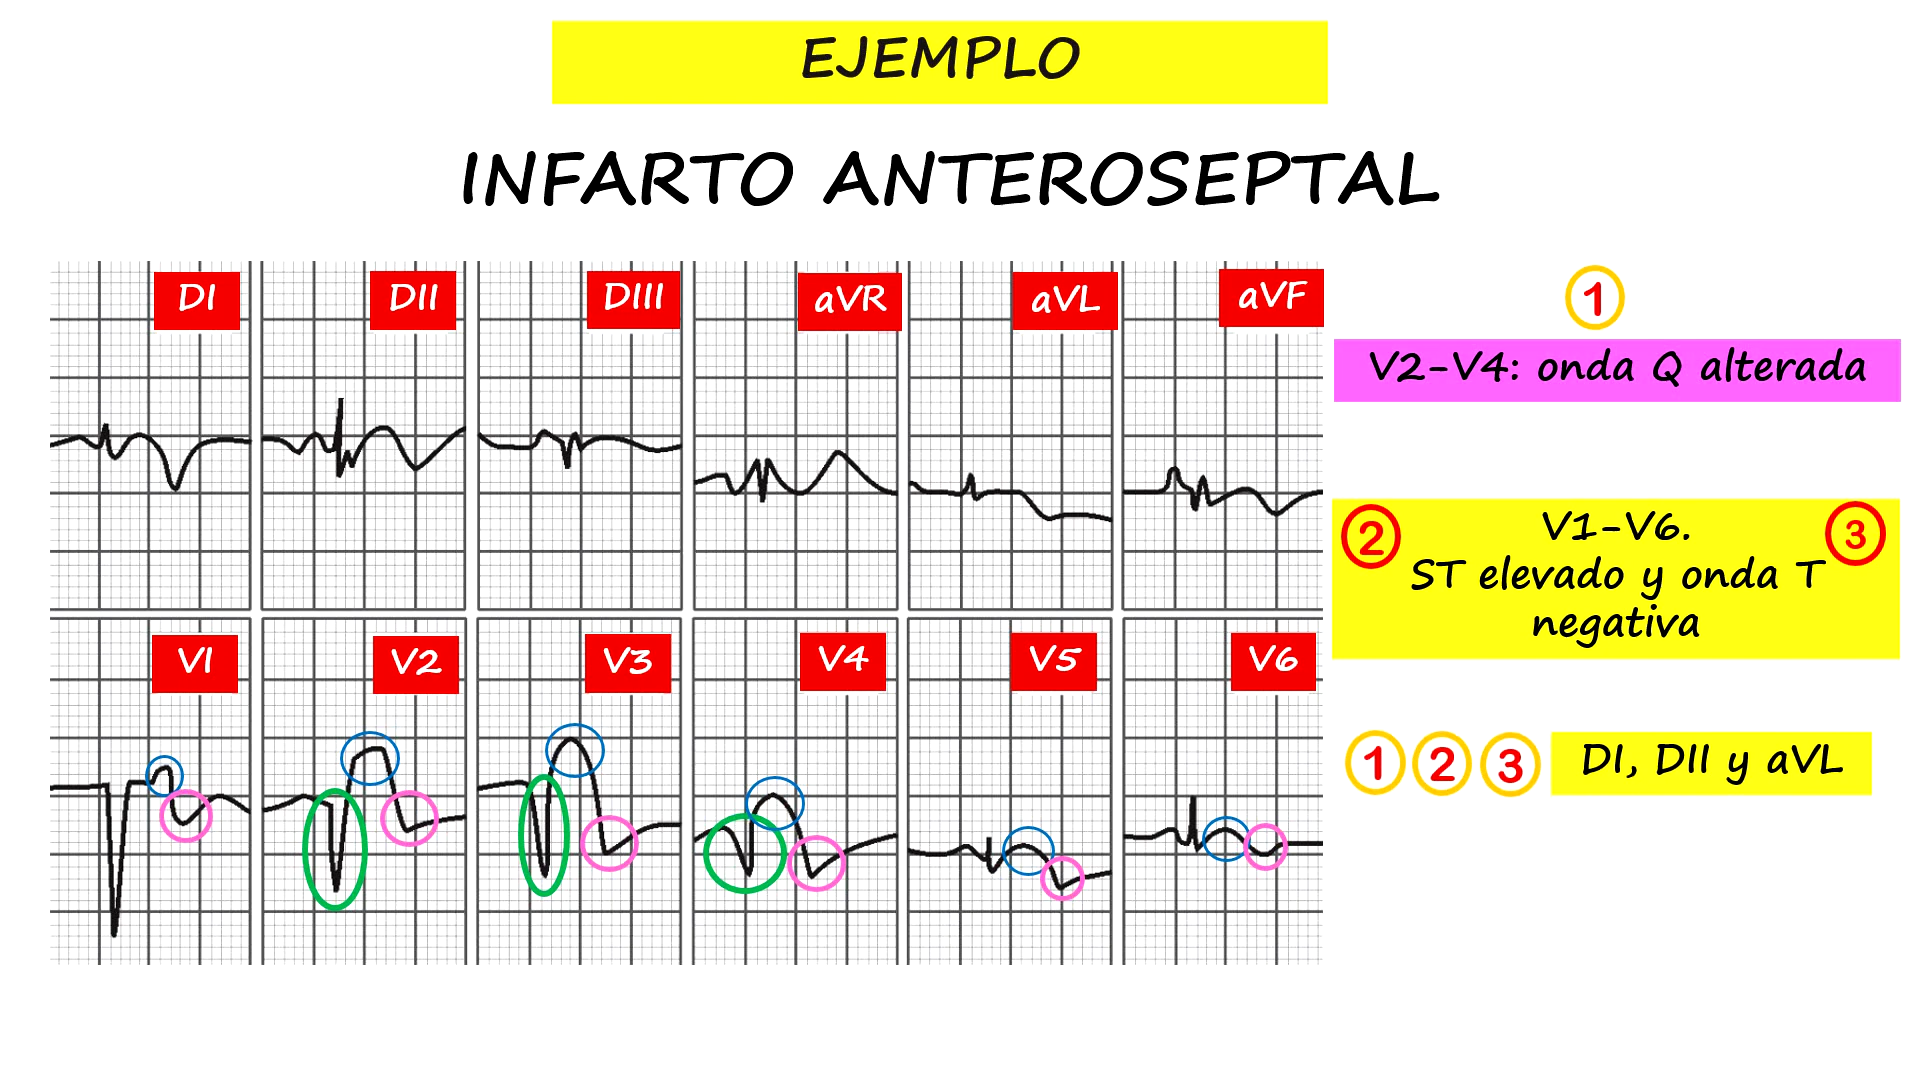 EJEMPLO
INFARTO ANTEROSEPTAL
DI
DII
DIII
aVR
aVL
aVF
V1
V2
V3
V4
V5
V6
1
V2-V4: onda Q alterada
2
3
V1-V6.
ST elevado y onda T
negativa
1 2 3
DI, DII y aVL